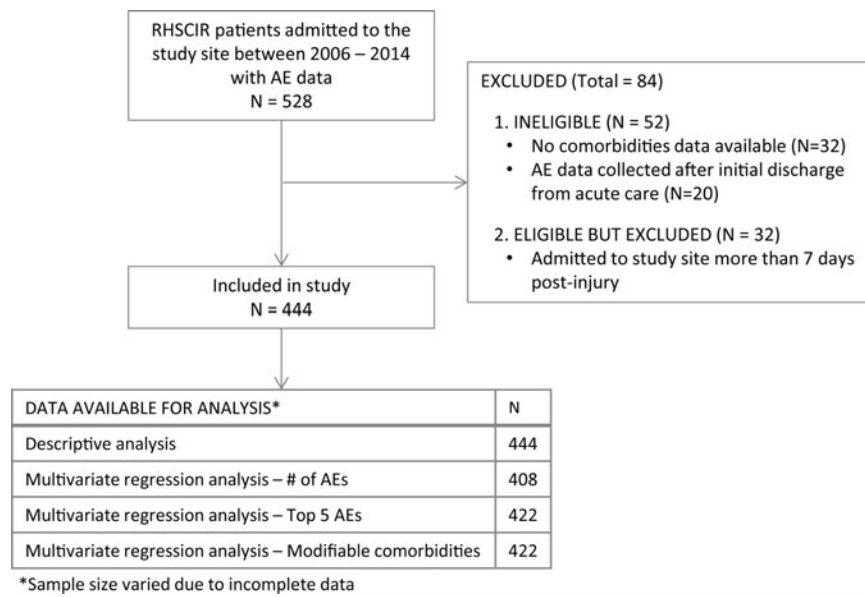 RHSCIR patients admitted to the
study site between 2006 – 2014
with AE data
N = 528
EXCLUDED (Total = 84)
1. INELIGIBLE (N = 52)
• No comorbidities data available (N=32)
• AE data collected after initial discharge
from acute care (N=20)
2. ELIGIBLE BUT EXCLUDED (N = 32)
• Admitted to study site more than 7 days
post-injury
Included in study
N = 444
DATA AVAILABLE FOR ANALYSIS* N
Descriptive analysis 444
Multivariate regression analysis – # of AEs 408
Multivariate regression analysis – Top 5 AEs 422
Multivariate regression analysis – Modifiable comorbidities 422
*Sample size varied due to incomplete data